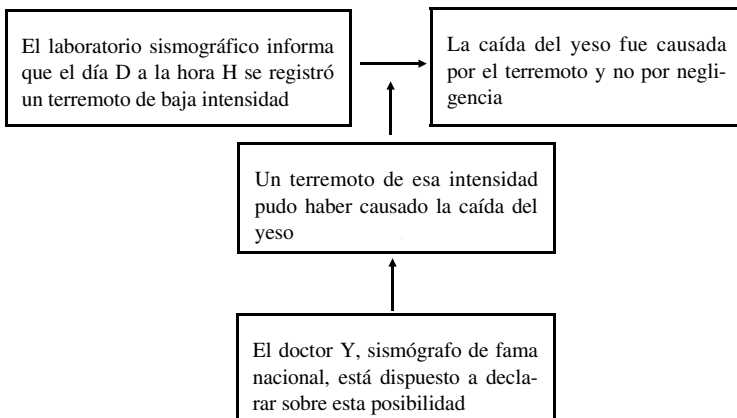 El laboratorio sismográfico informa
que el día D a la hora H se registró
un terremoto de baja intensidad
La caída del yeso fue causada
por el terremoto y no por negli-
gencia
Un terremoto de esa intensidad
pudo haber causado la caída del
yeso
El doctor Y, sismógrafo de fama
nacional, está dispuesto a decla-
rar sobre esta posibilidad